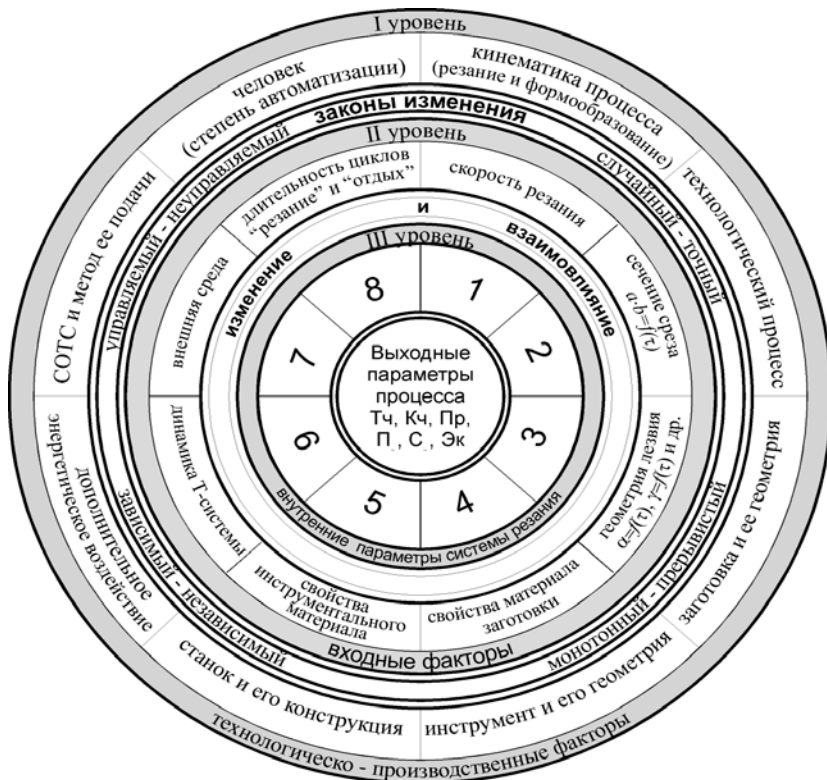 I уровень
человек
(степень автоматизации)
кинематика процесса
(резание и формообразование)
технологический процесс
заготовка и ее геометрия
инструмент и его геометрия
станок и его конструкция
дополнительное
энергетическое воздействие
СОТС и метод ее подачи
технологическо - производственные факторы
законы изменения
управляемый - неуправляемый
случайный - точный
монотонный - прерывистый
зависимый - независимый
II уровень
длительность циклов
“резание” и “отдых”
скорость резания
сечение среза
a·b=f(τ)
геометрия лезвия
α=f(τ), γ=f(τ) и др.
свойства материала
заготовки
свойства
инструментального
материала
динамика Т-системы
внешняя среда
входные факторы
изменение
и
взаимовлияние
III уровень
8
1
2
3
4
5
6
7
внутренние параметры системы резания
Выходные
параметры
процесса
Тч, Кч, Пр,
П , С , Эк